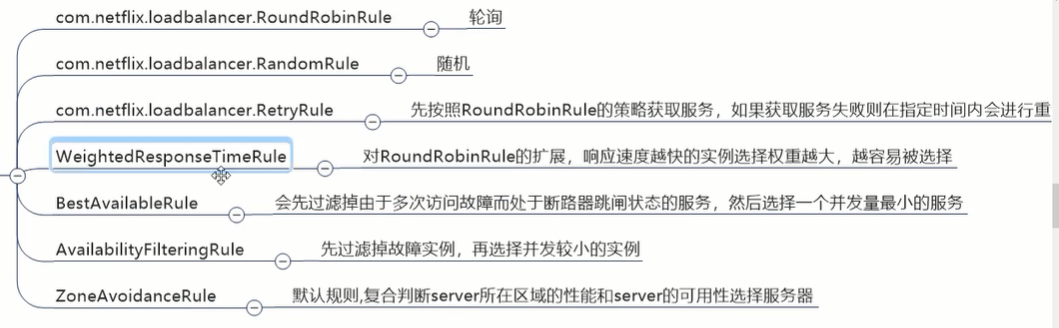 com.netflix.loadbalancer.RoundRobinRule 轮询
com.netflix.loadbalancer.RandomRule 随机
com.netflix.loadbalancer.RetryRule 先按照RoundRobinRule的策略获取服务，如果获取服务失败则在指定时间内会进行重
WeightedResponseTimeRule 对RoundRobinRule的扩展，响应速度越快的实例选择权重越大，越容易被选择
BestAvailableRule 会先过滤掉由于多次访问故障而处于断路器跳闸状态的服务，然后选择一个并发量最小的服务
AvailabilityFilteringRule 先过滤掉故障实例，再选择并发较小的实例
ZoneAvoidanceRule 默认规则,复合判断server所在区域的性能和server的可用性选择服务器